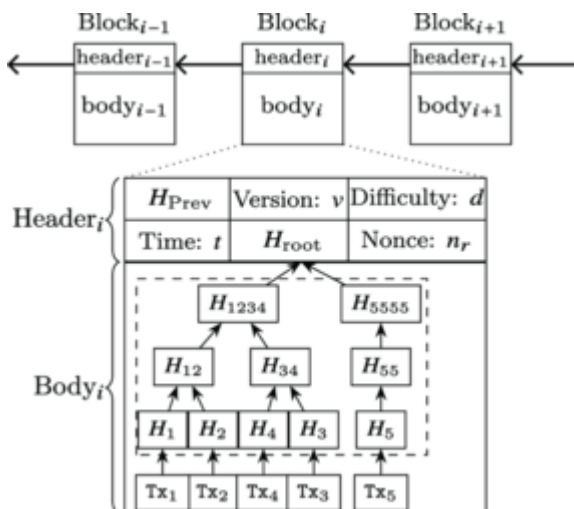 Block_{i−1} Block_i Block_{i+1}
header_{i−1} header_i header_{i+1}
body_{i−1} body_i body_{i+1}
Header_i
H_Prev Version: v Difficulty: d
Time: t H_root Nonce: n_r
Body_i
H_1234 H_5555
H_12 H_34 H_55
H_1 H_2 H_4 H_3 H_5
Tx_1 Tx_2 Tx_4 Tx_3 Tx_5